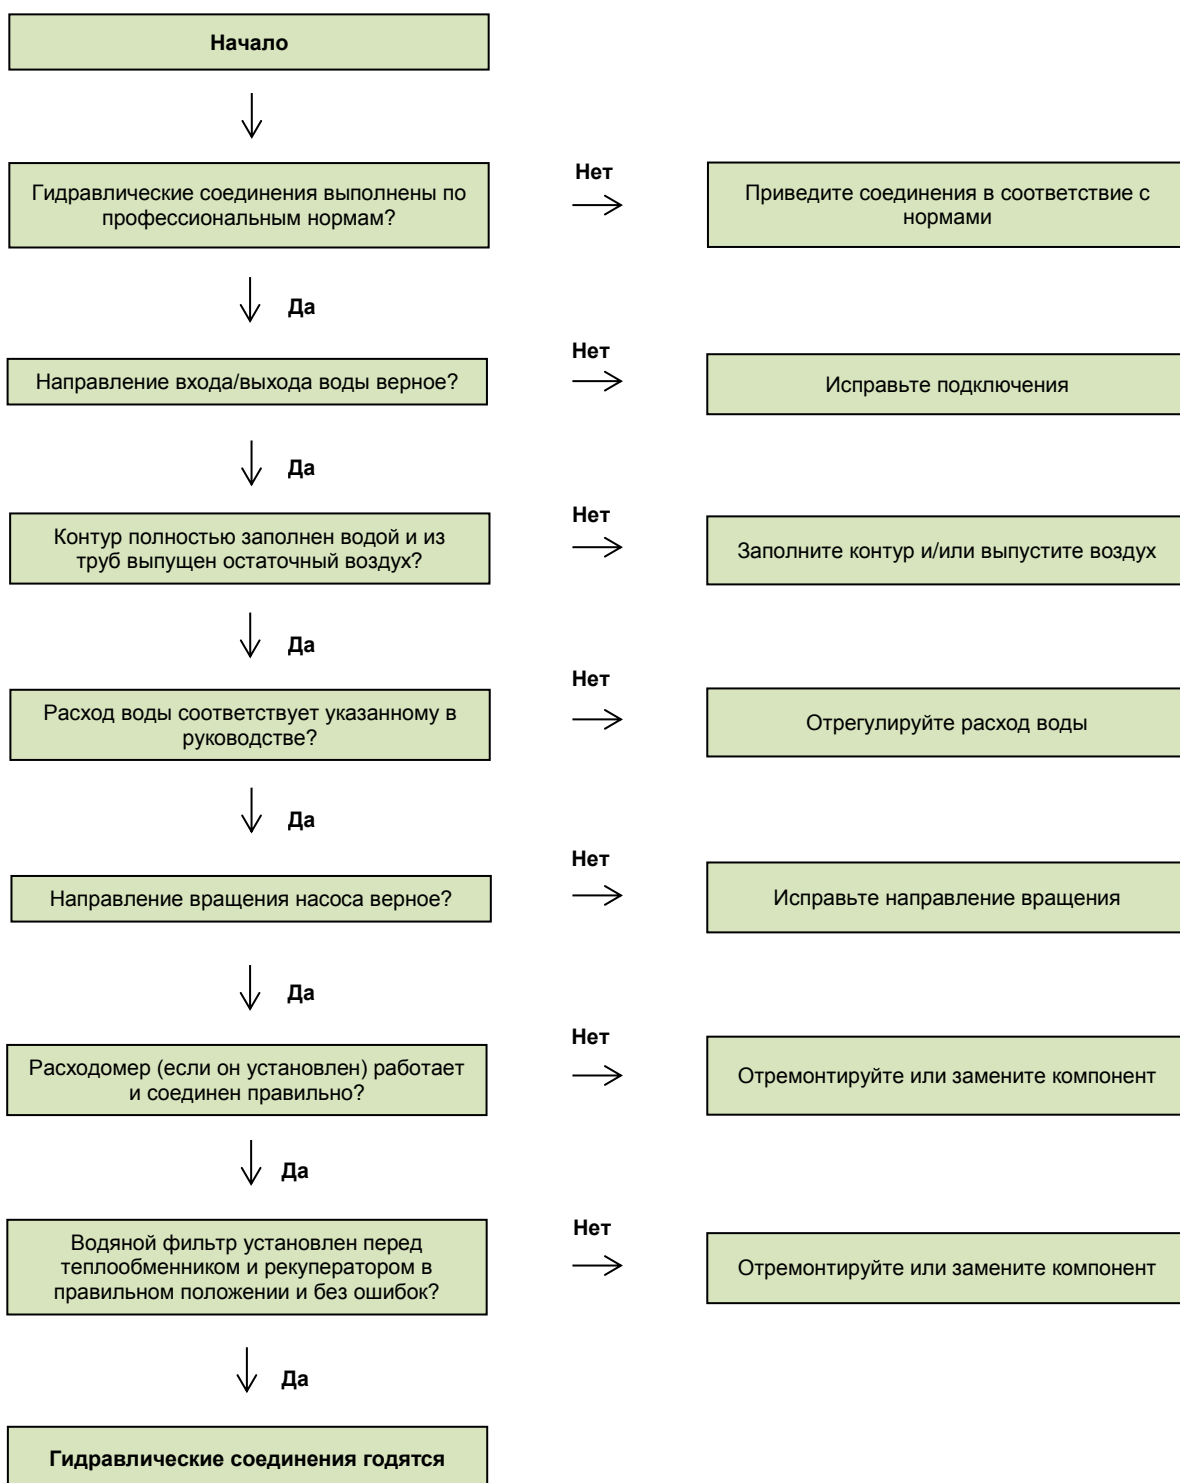 Начало
Гидравлические соединения выполнены по
профессиональным нормам?
Нет
Приведите соединения в соответствие с
нормами
Да
Направление входа/выхода воды верное?
Нет
Исправьте подключения
Да
Контур полностью заполнен водой и из
труб выпущен остаточный воздух?
Нет
Заполните контур и/или выпустите воздух
Да
Расход воды соответствует указанному в
руководстве?
Нет
Отрегулируйте расход воды
Да
Направление вращения насоса верное?
Нет
Исправьте направление вращения
Да
Расходомер (если он установлен) работает
и соединен правильно?
Нет
Отремонтируйте или замените компонент
Да
Водяной фильтр установлен перед
теплообменником и рекуператором в
правильном положении и без ошибок?
Нет
Отремонтируйте или замените компонент
Да
Гидравлические соединения годятся